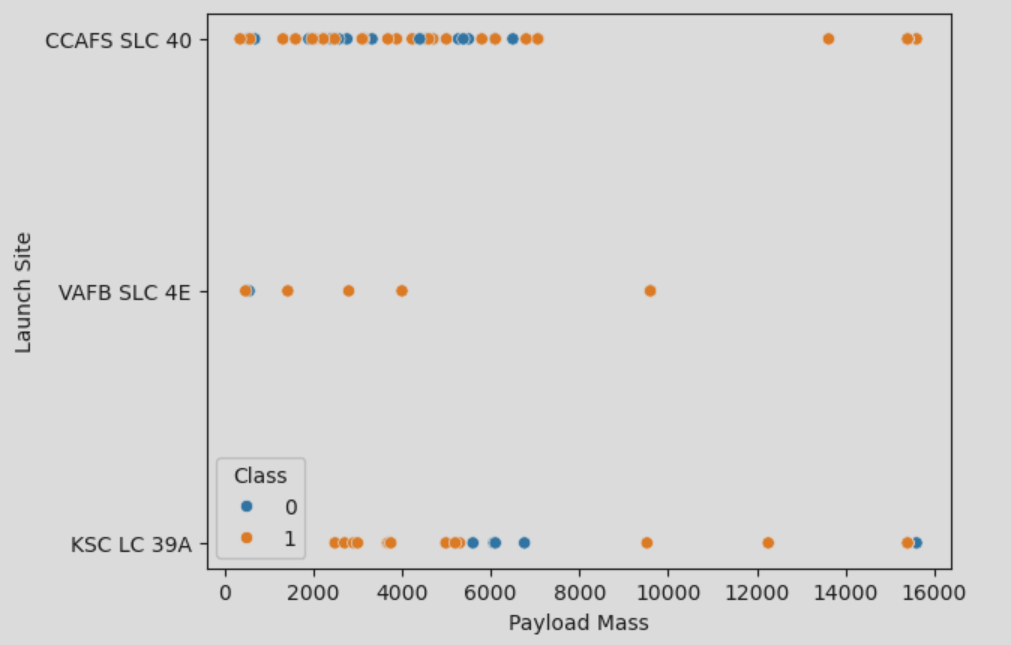 CCAFS SLC 40
VAFB SLC 4E
KSC LC 39A
Launch Site
Class
0
1
0 2000 4000 6000 8000 10000 12000 14000 16000
Payload Mass